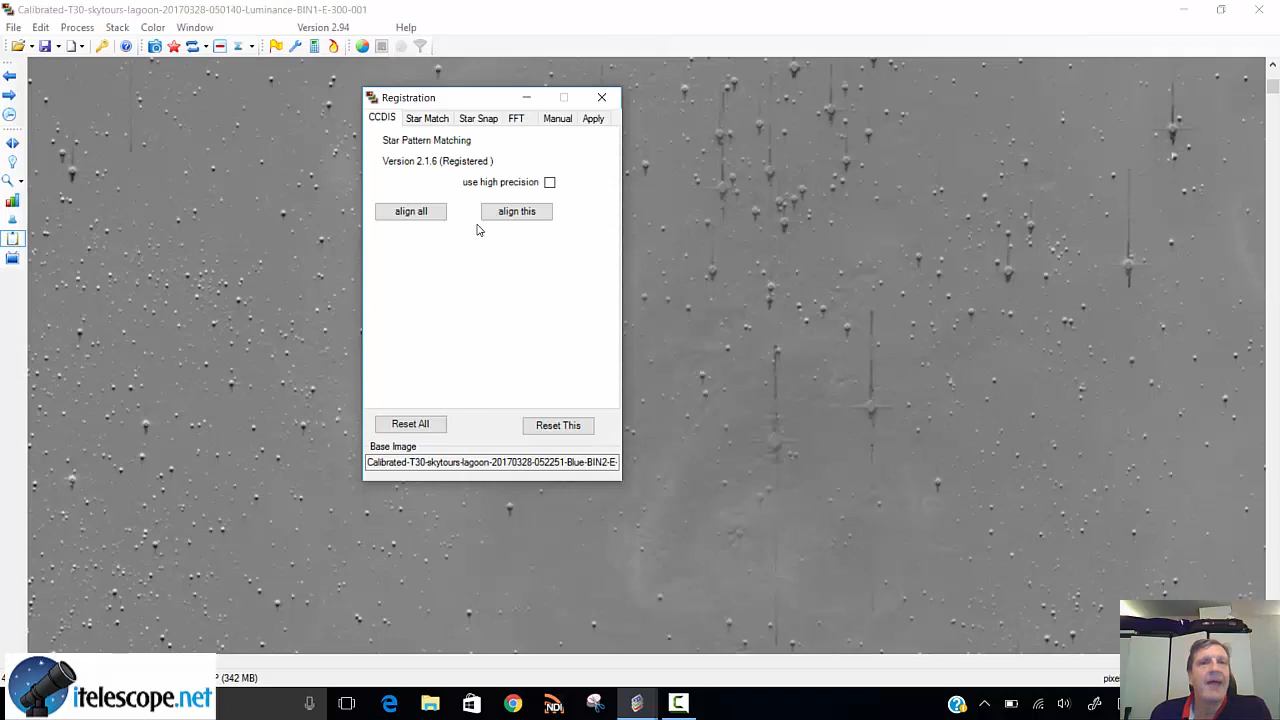 Calibrated-T30-skytours-lagoon-20170328-050140-Luminance-BIN1-E-300-001
File Edit Process Stack Color Window Version 2.94 Help
Registration
CCDIS Star Match Star Snap FFT Manual Apply
Star Pattern Matching
Version 2.1.6 (Registered )
use high precision
align all align this
Reset All Reset This
Base Image
Calibrated-T30-skytours-lagoon-20170328-052251-Blue-BIN2-E-
(342 MB)
itelescope.net